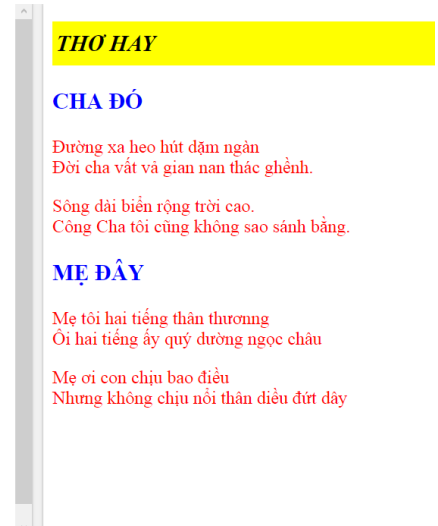 THƠ HAY
CHA ĐÓ
Đường xa heo hút dặm ngàn
Đời cha vất vả gian nan thác ghềnh.
Sông dài biển rộng trời cao.
Công Cha tôi cũng không sao sánh bằng.
MẸ ĐÂY
Mẹ tôi hai tiếng thân thươnng
Ôi hai tiếng ấy quý dường ngọc châu
Mẹ ơi con chịu bao điều
Nhưng không chịu nổi thân diều đứt dây